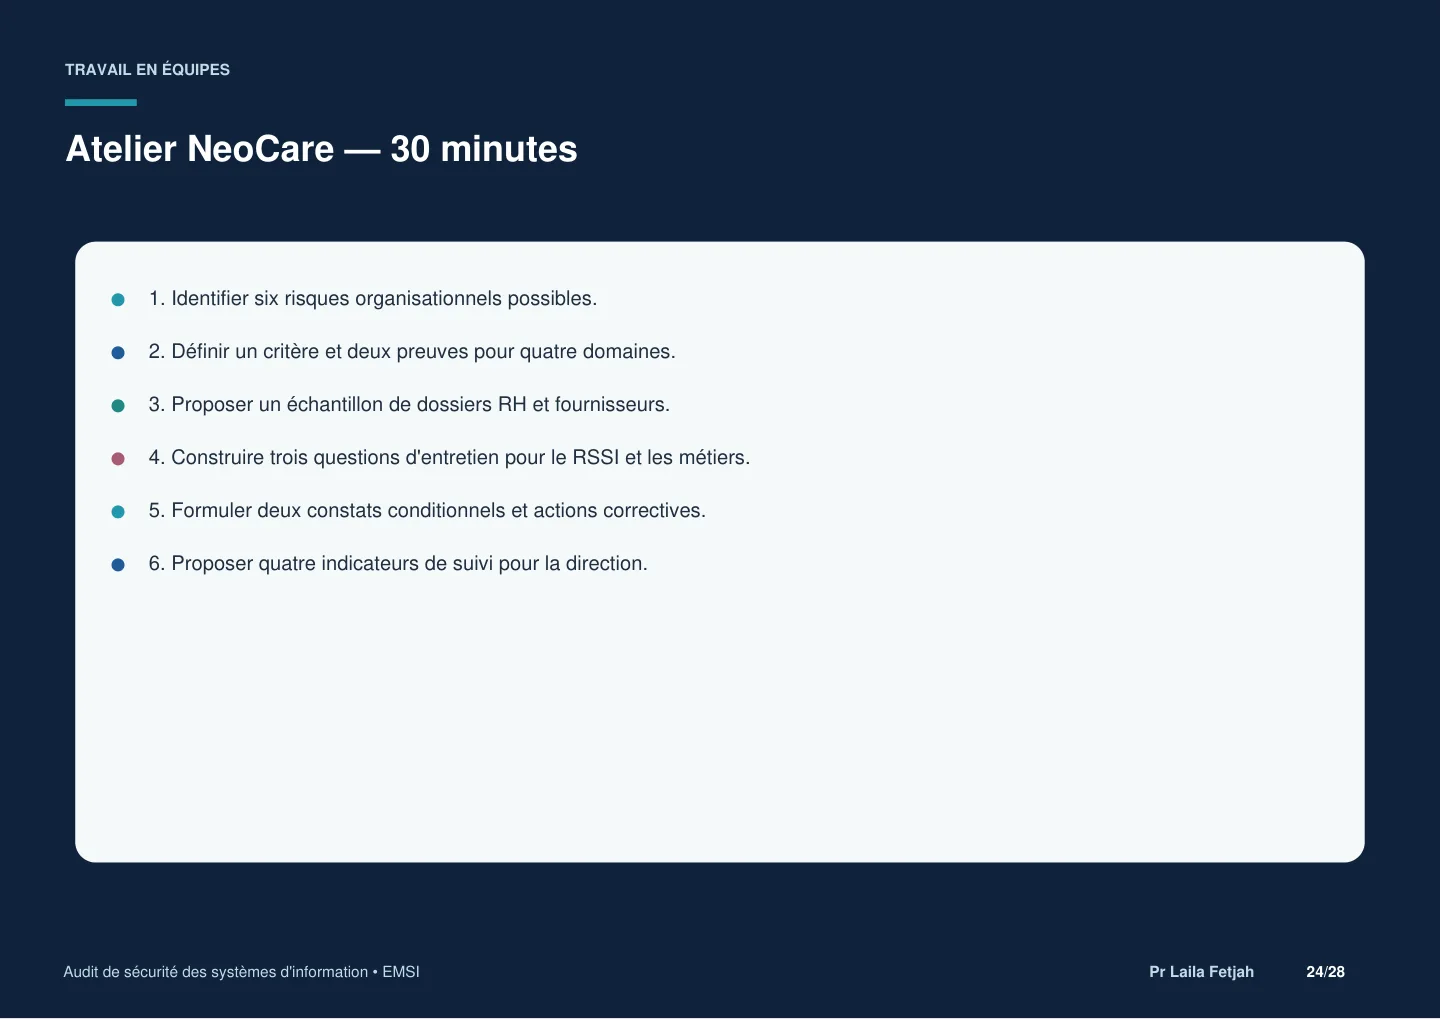 TRAVAIL EN ÉQUIPES
Atelier NeoCare — 30 minutes
1. Identifier six risques organisationnels possibles.
2. Définir un critère et deux preuves pour quatre domaines.
3. Proposer un échantillon de dossiers RH et fournisseurs.
4. Construire trois questions d'entretien pour le RSSI et les métiers.
5. Formuler deux constats conditionnels et actions correctives.
6. Proposer quatre indicateurs de suivi pour la direction.
Audit de sécurité des systèmes d'information • EMSI
Pr Laila Fetjah
24/28